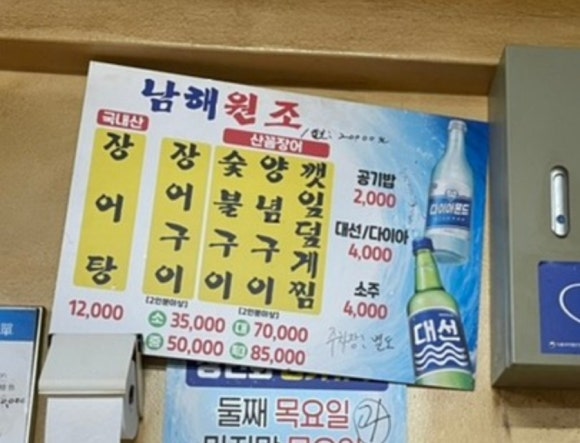 남해원조
국내산
산꼼장어
장어탕
장어구이
숯불구이
양념구이
깻잎덮게찜
12,000
(2인분이상)
(2인분이상)
소 35,000 대 70,000
중 50,000 특 85,000
공기밥
2,000
대선/다이아
4,000
소주
4,000
다이아몬드
대선
둘째 목요일